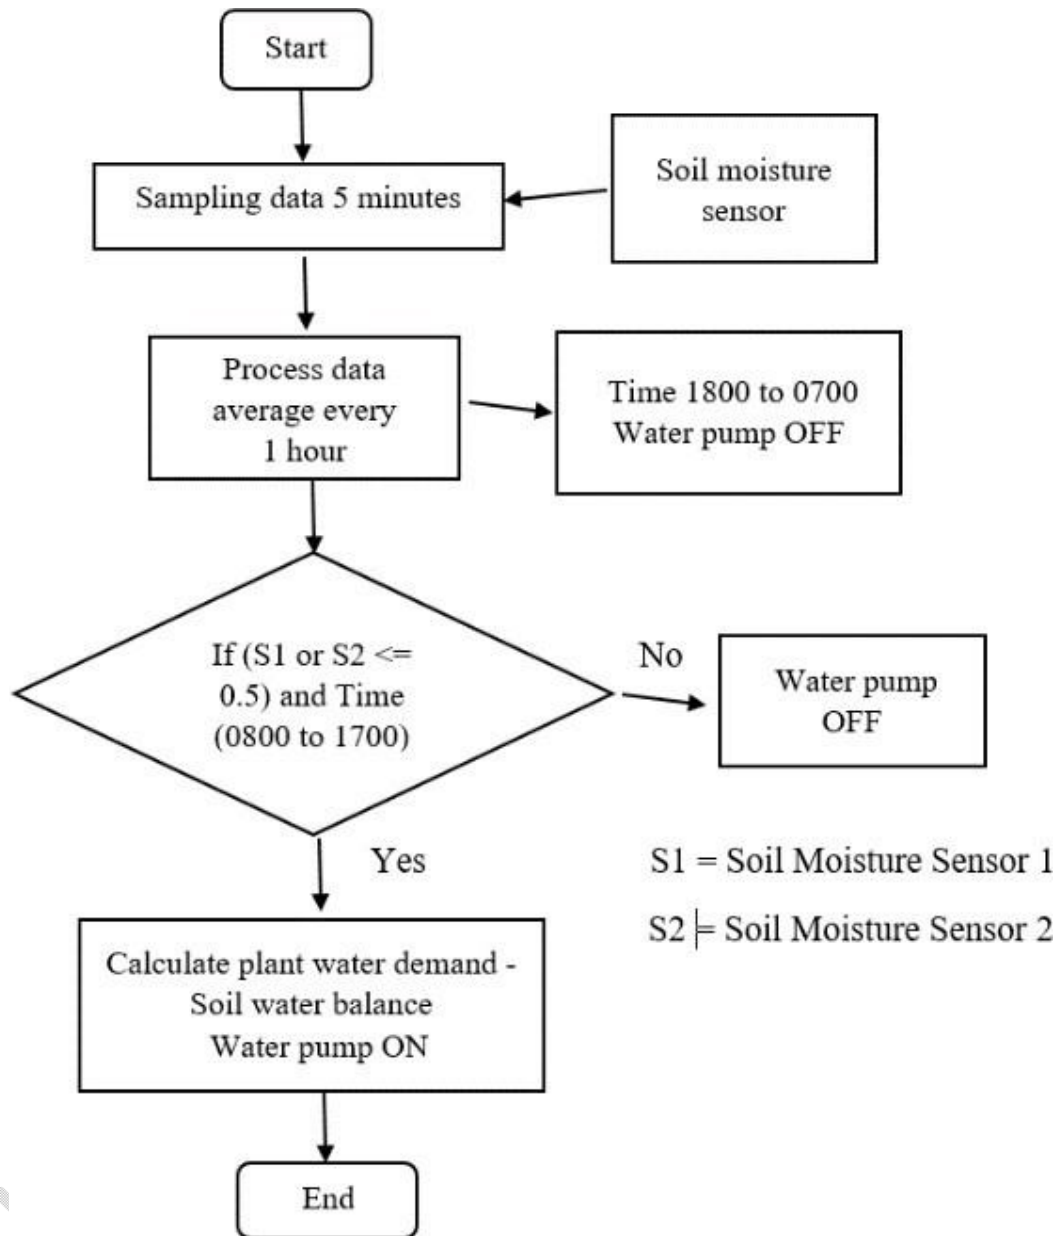 Start
Sampling data 5 minutes
Soil moisture
sensor
Process data
average every
1 hour
Time 1800 to 0700
Water pump OFF
If (S1 or S2 <=
0.5) and Time
(0800 to 1700)
No
Water pump
OFF
Yes
S1 = Soil Moisture Sensor 1
S2 = Soil Moisture Sensor 2
Calculate plant water demand -
Soil water balance
Water pump ON
End